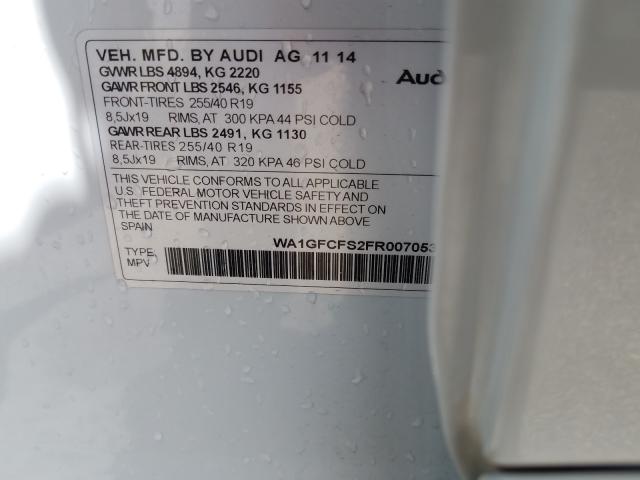 VEH. MFD. BY AUDI AG 11 14
GVWR LBS 4894, KG 2220
Aud
GAWR FRONT LBS 2546, KG 1155
FRONT-TIRES 255/40 R19
8,5Jx19 RIMS, AT 300 KPA 44 PSI COLD
GAWR REAR LBS 2491, KG 1130
REAR-TIRES 255/40 R19
8,5Jx19 RIMS, AT 320 KPA 46 PSI COLD
THIS VEHICLE CONFORMS TO ALL APPLICABLE
U.S. FEDERAL MOTOR VEHICLE SAFETY AND
THEFT PREVENTION STANDARDS IN EFFECT ON
THE DATE OF MANUFACTURE SHOWN ABOVE
SPAIN
WA1GFCFS2FR007053
TYPE:
MPV